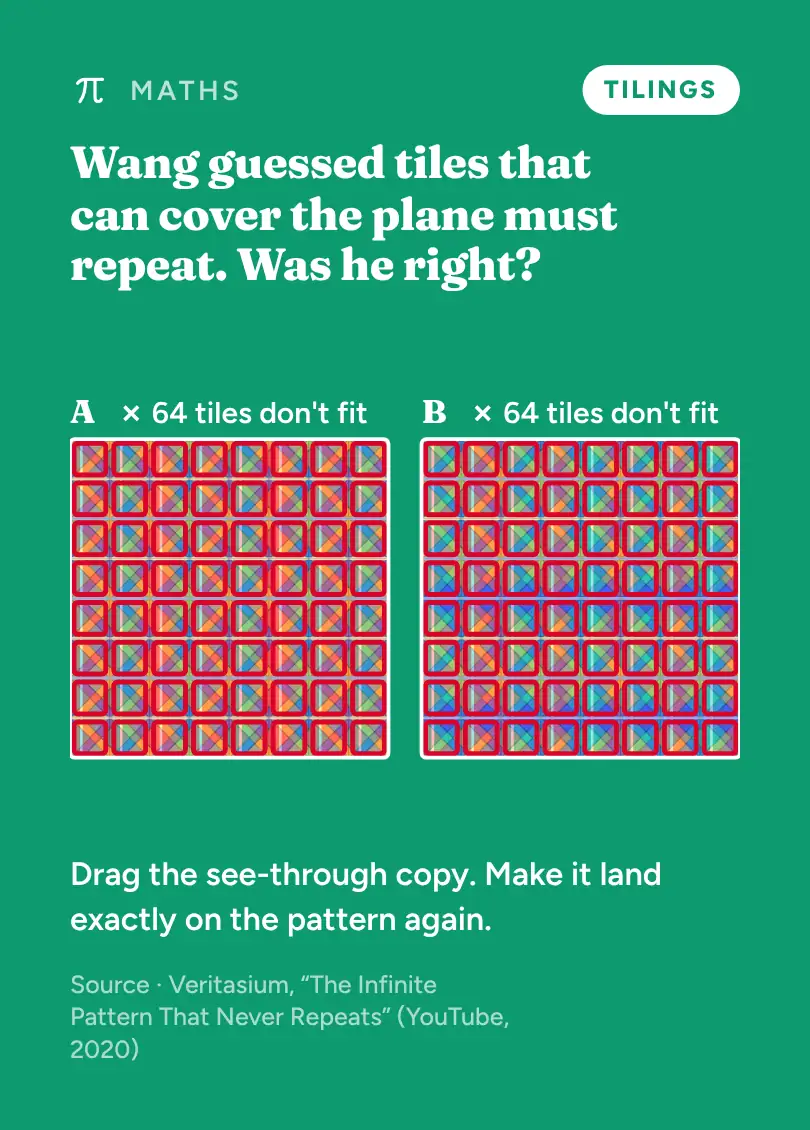 π MATHS
TILINGS
Wang guessed tiles that
can cover the plane must
repeat. Was he right?
A × 64 tiles don't fit
B × 64 tiles don't fit
Drag the see-through copy. Make it land
exactly on the pattern again.
Source · Veritasium, “The Infinite
Pattern That Never Repeats” (YouTube,
2020)